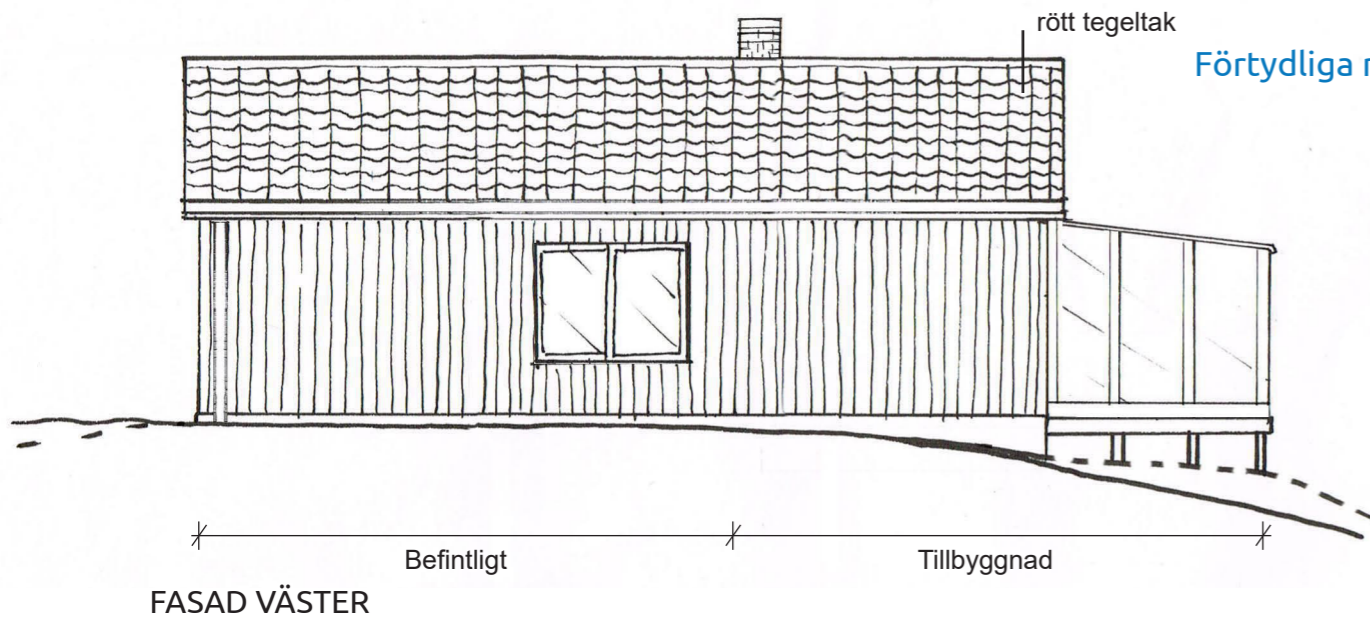 rött tegeltak
Förtydliga
Befintligt
Tillbyggnad
FASAD VÄSTER